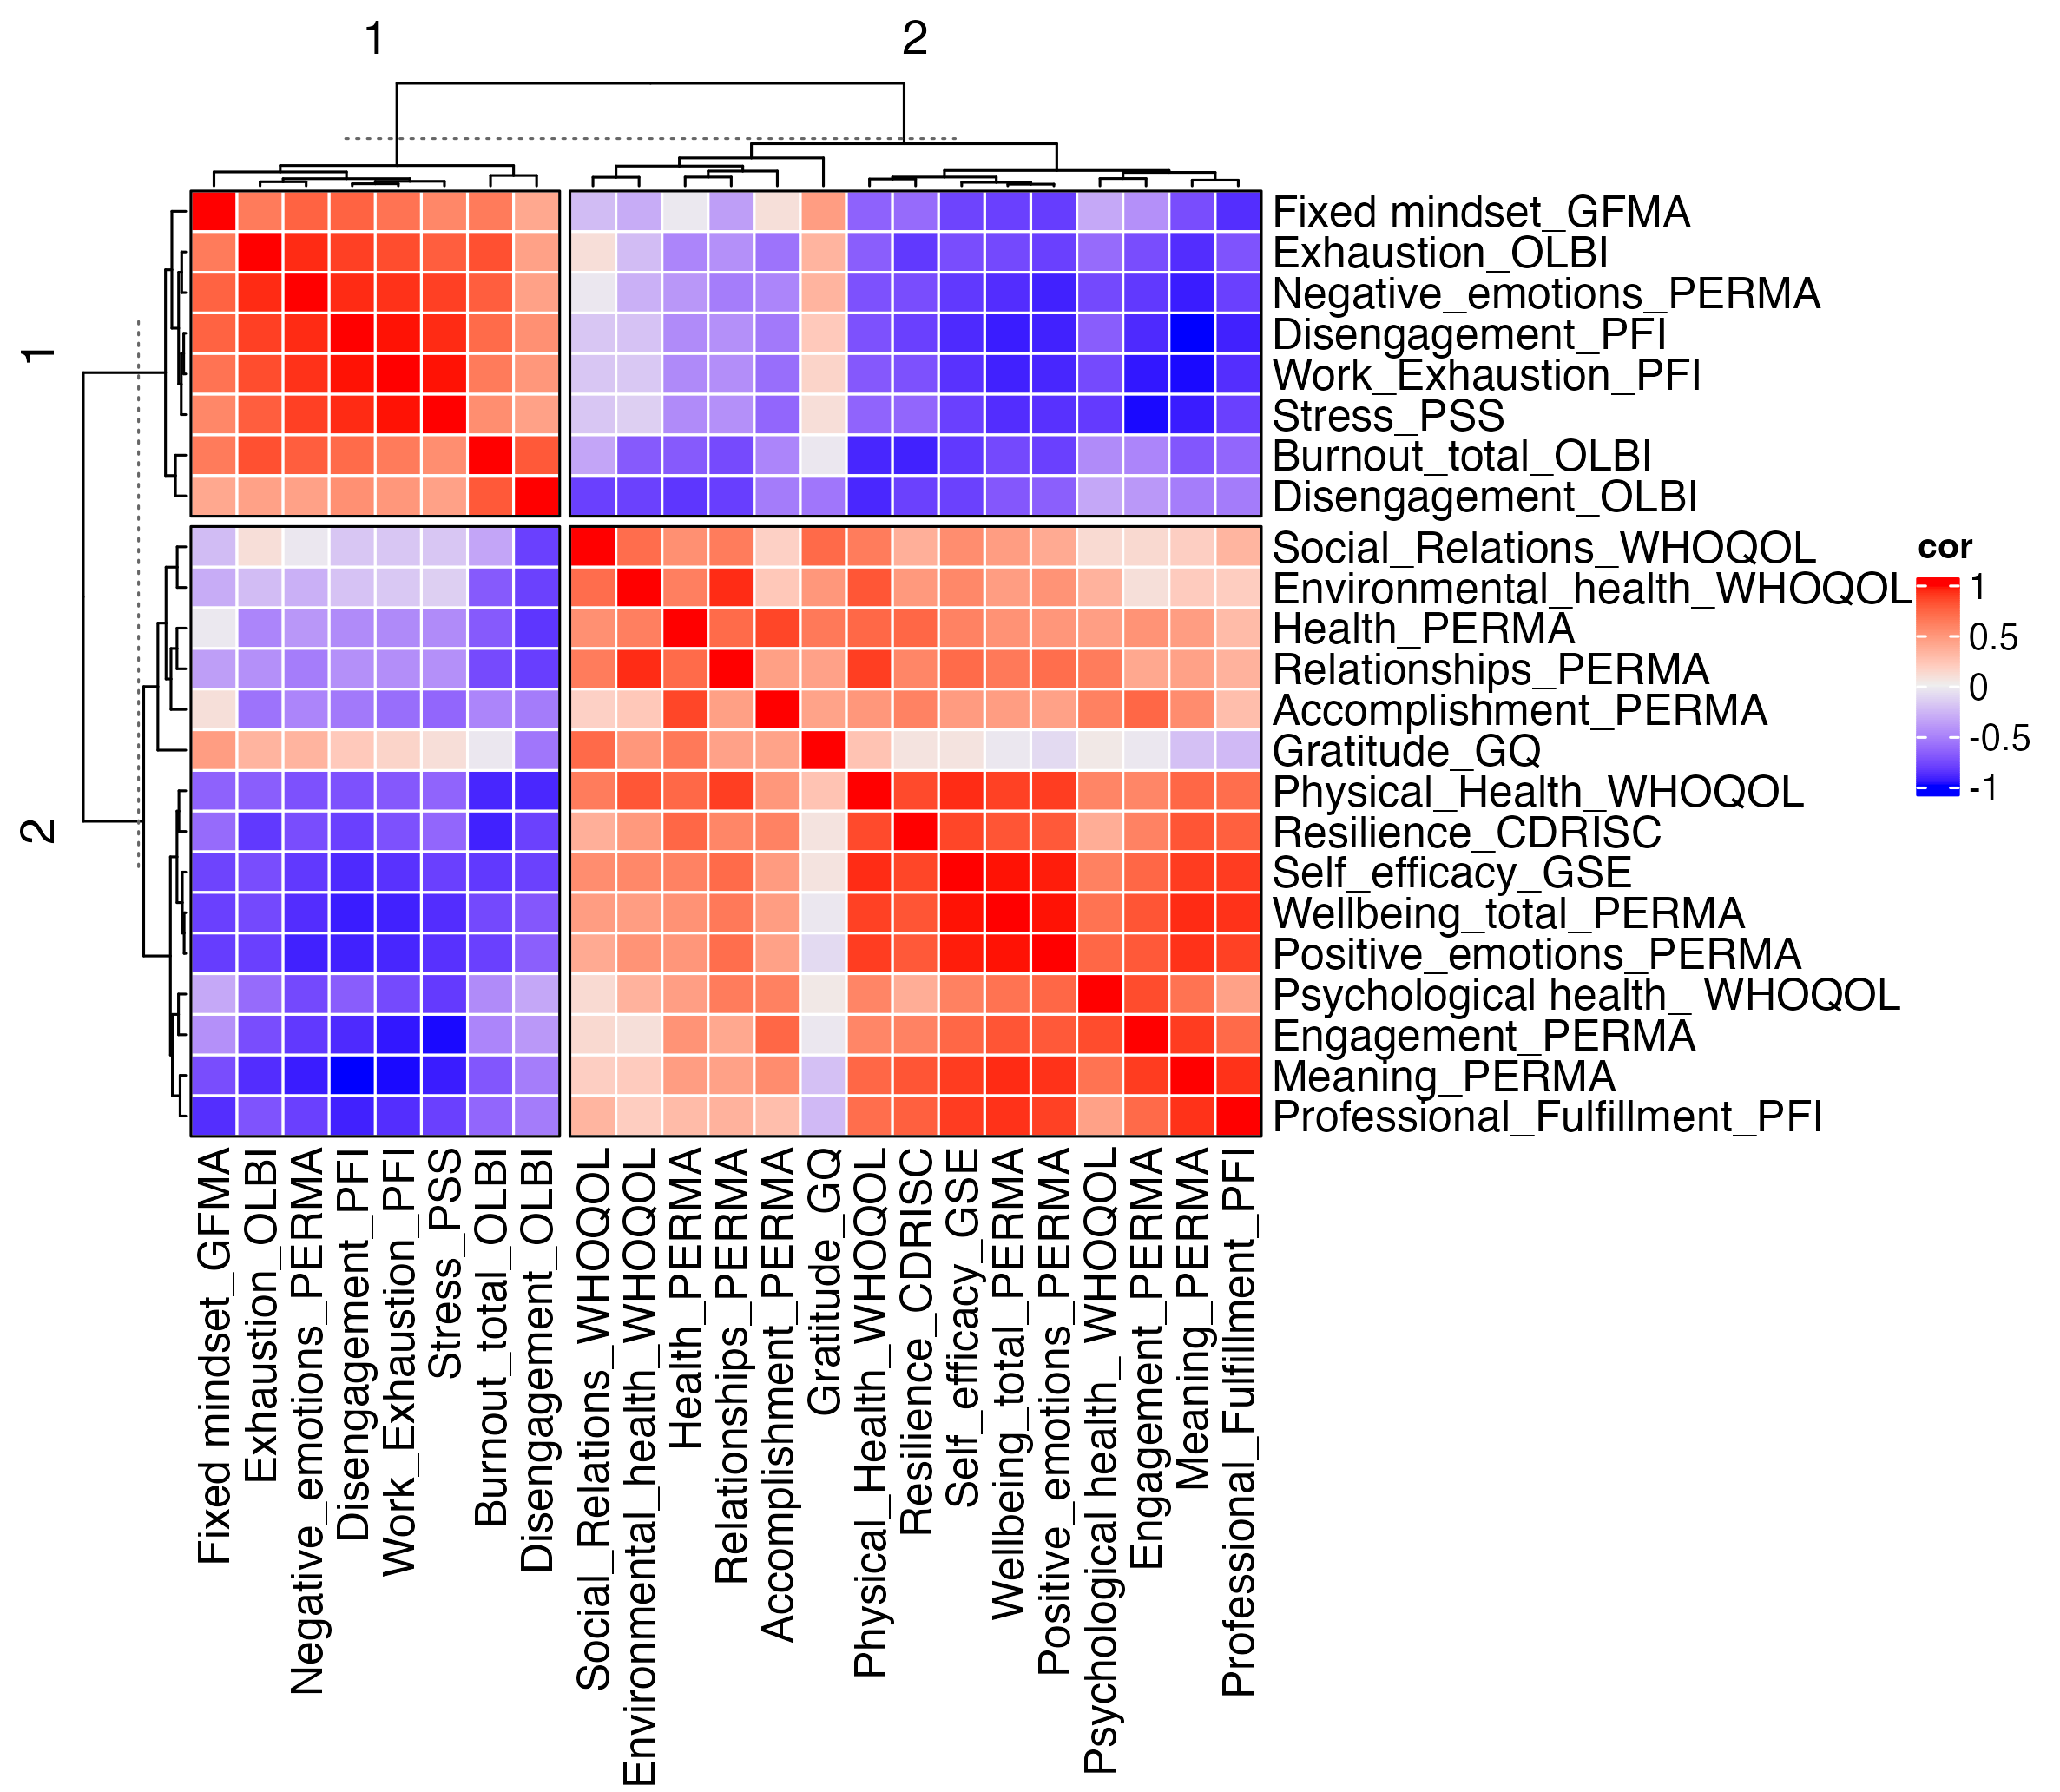 1
2
1
2
Fixed mindset_GFMA
Exhaustion_OLBI
Negative_emotions_PERMA
Disengagement_PFI
Work_Exhaustion_PFI
Stress_PSS
Burnout_total_OLBI
Disengagement_OLBI
Social_Relations_WHOQOL
Environmental_health_WHOQOL
Health_PERMA
Relationships_PERMA
Accomplishment_PERMA
Gratitude_GQ
Physical_Health_WHOQOL
Resilience_CDRISC
Self_efficacy_GSE
Wellbeing_total_PERMA
Positive_emotions_PERMA
Psychological health_ WHOQOL
Engagement_PERMA
Meaning_PERMA
Professional_Fulfillment_PFI
cor
1
0.5
0
-0.5
-1
Fixed mindset_GFMA
Exhaustion_OLBI
Negative_emotions_PERMA
Disengagement_PFI
Work_Exhaustion_PFI
Stress_PSS
Burnout_total_OLBI
Disengagement_OLBI
Social_Relations_WHOQOL
Environmental_health_WHOQOL
Health_PERMA
Relationships_PERMA
Accomplishment_PERMA
Gratitude_GQ
Physical_Health_WHOQOL
Resilience_CDRISC
Self_efficacy_GSE
Wellbeing_total_PERMA
Positive_emotions_PERMA
Psychological health_ WHOQOL
Engagement_PERMA
Meaning_PERMA
Professional_Fulfillment_PFI